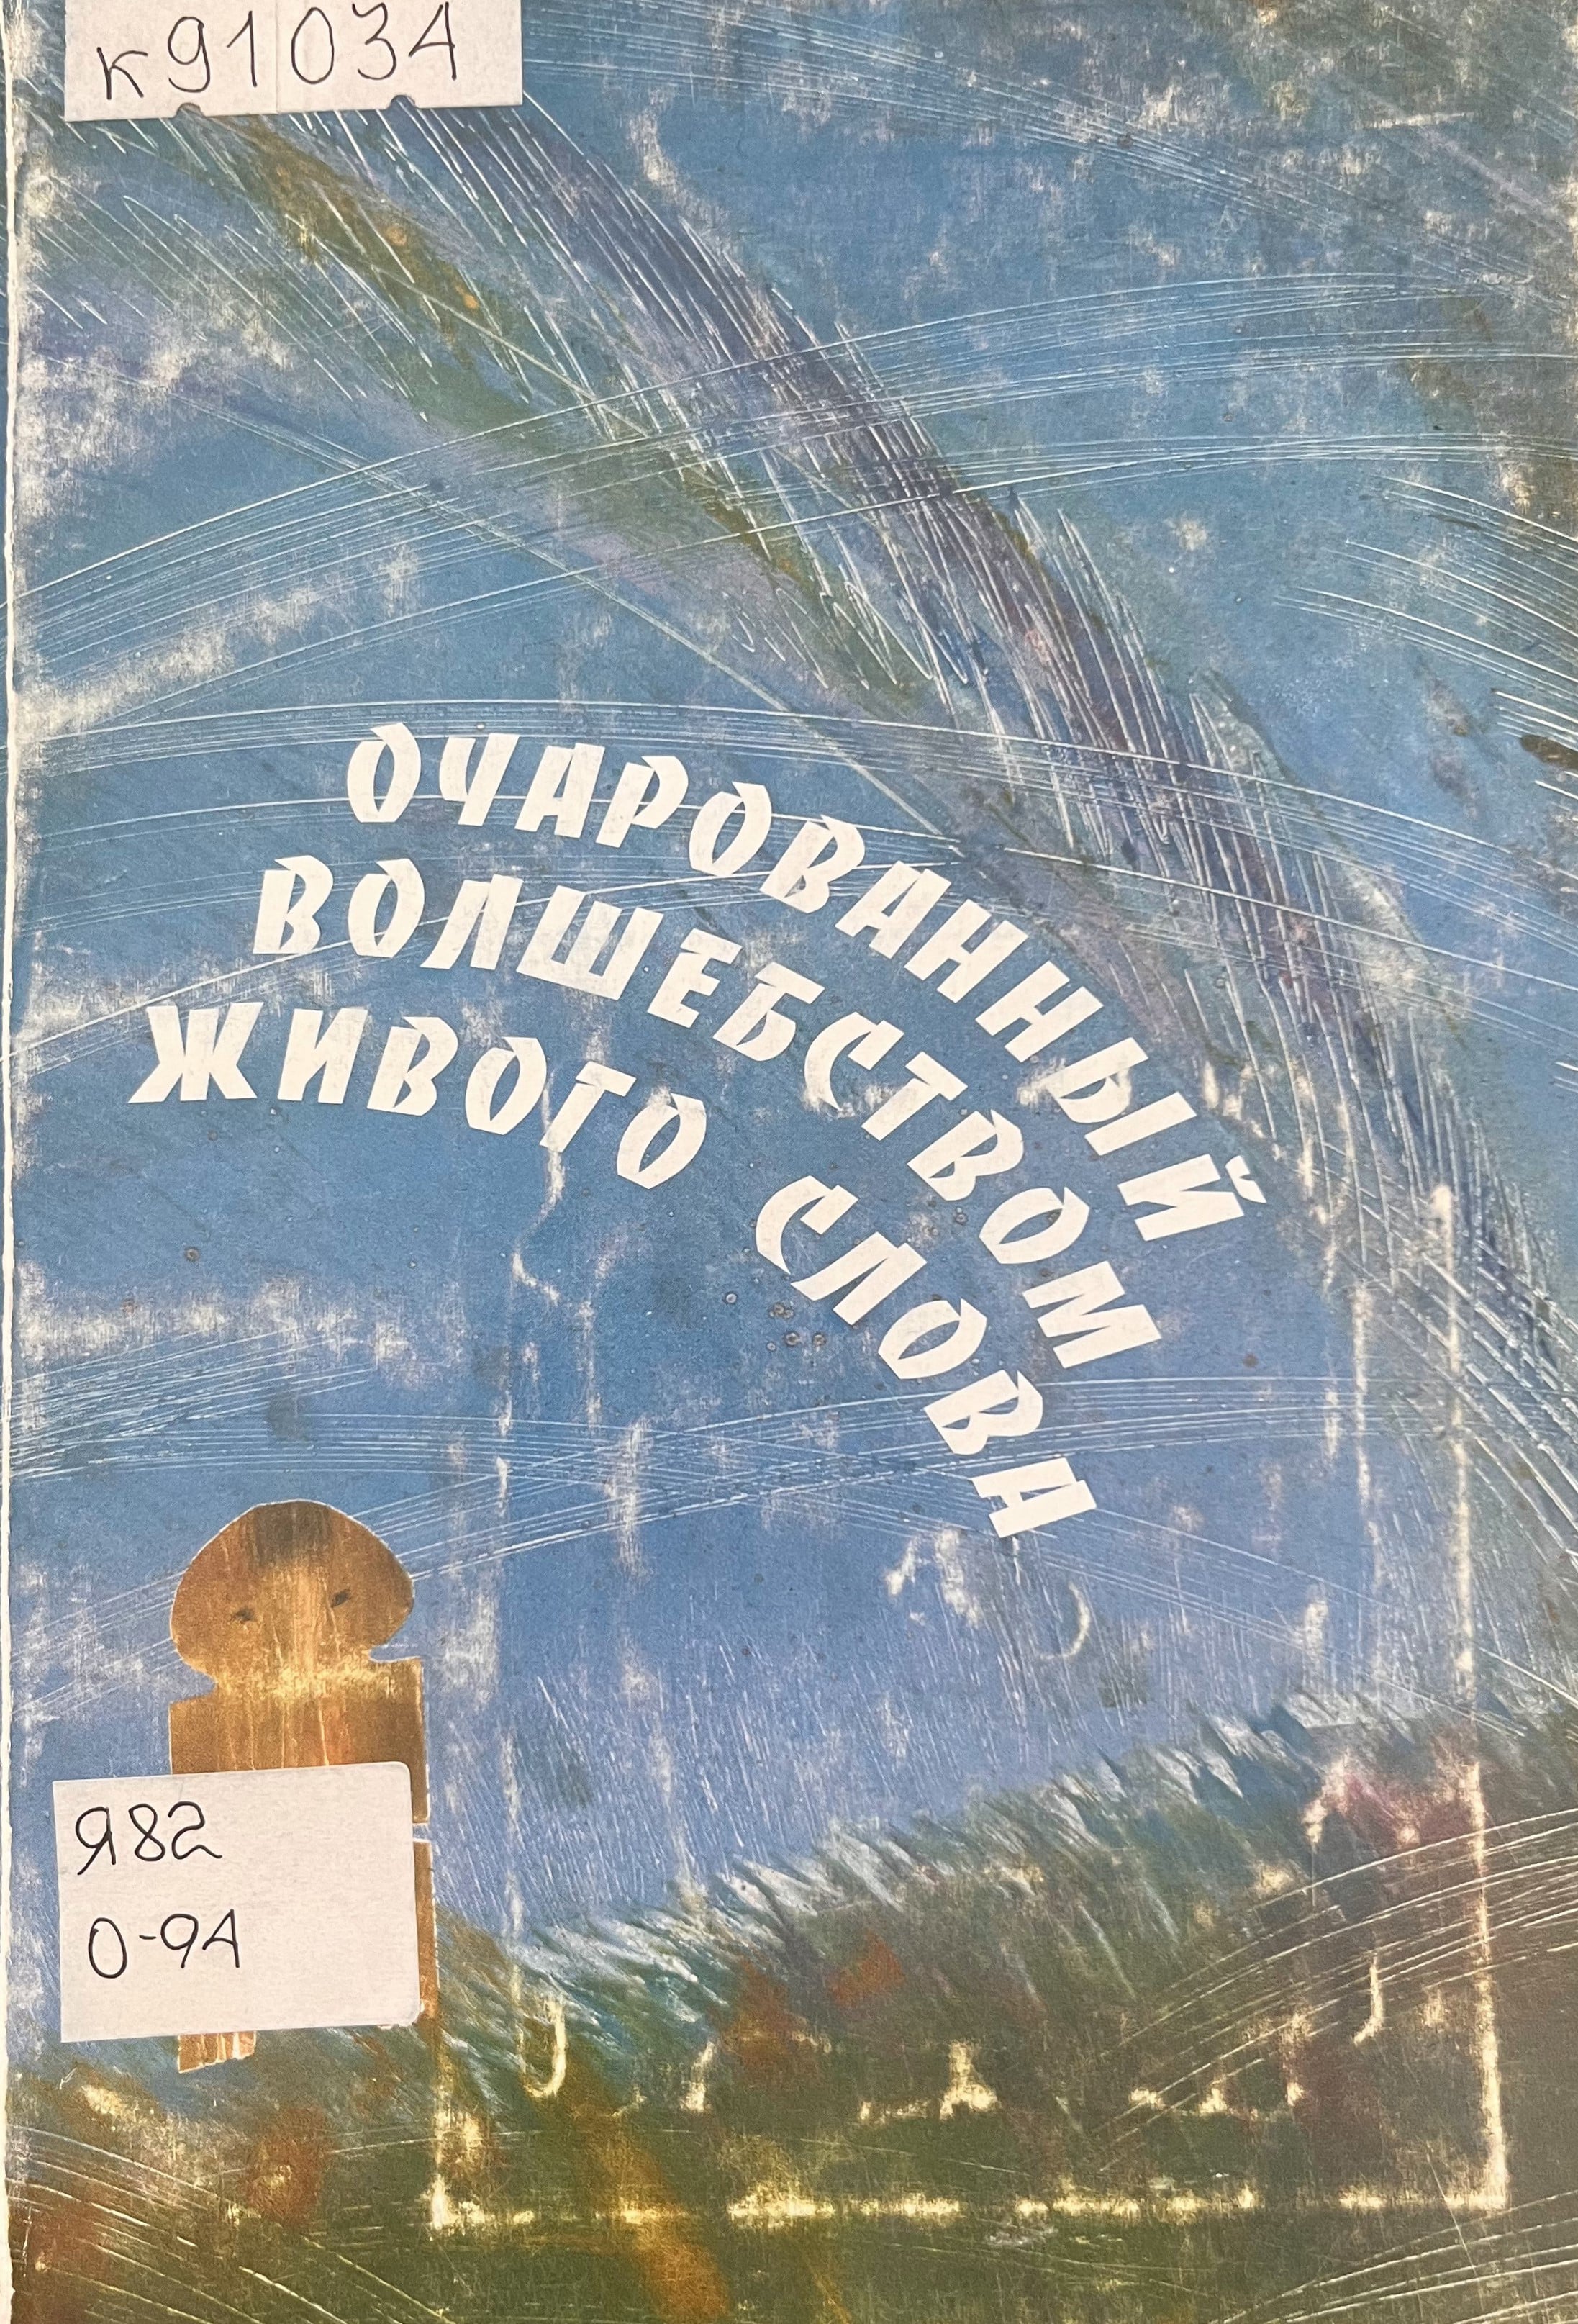 к91034
ОЧАРОВАННЫЙ
ВОЛШЕБСТВОМ
ЖИВОГО СЛОВА
Я82
О-94